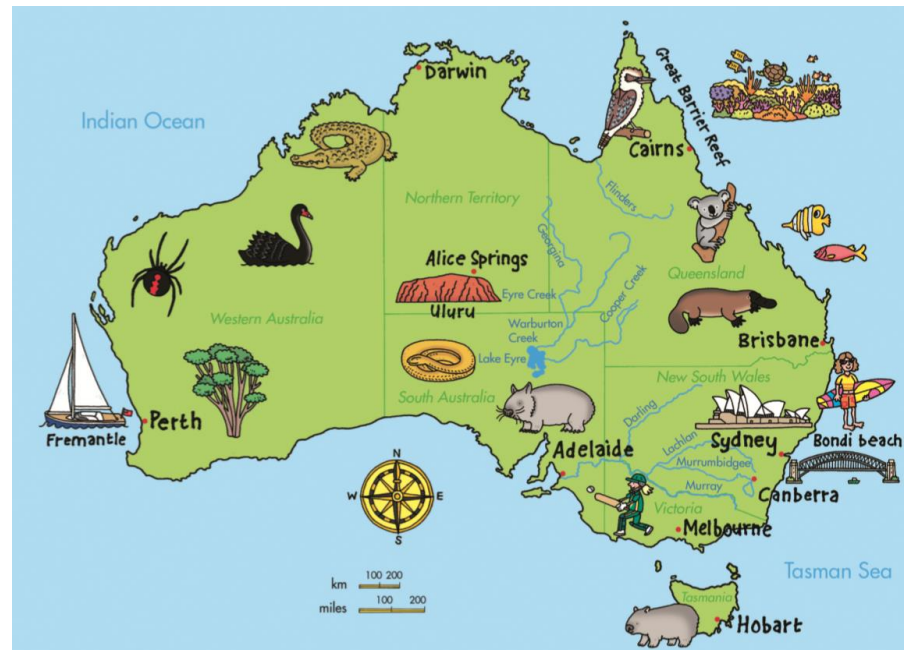 Darwin
Great Barrier Reef
Indian Ocean
Cairns
Flinders
Northern Territory
Georgina
Alice Springs
Queensland
Eyre Creek
Cooper Creek
Uluru
Western Australia
Warburton
Creek
Brisbane
Lake Eyre
New South Wales
South Australia
Darling
Perth
Fremantle
Lachlan
Sydney
Bondi beach
Adelaide
Murrumbidgee
N
W
E
S
Murray
Canberra
Victoria
Melbourne
km
100 200
miles
100 200
Tasman Sea
Tasmania
Hobart